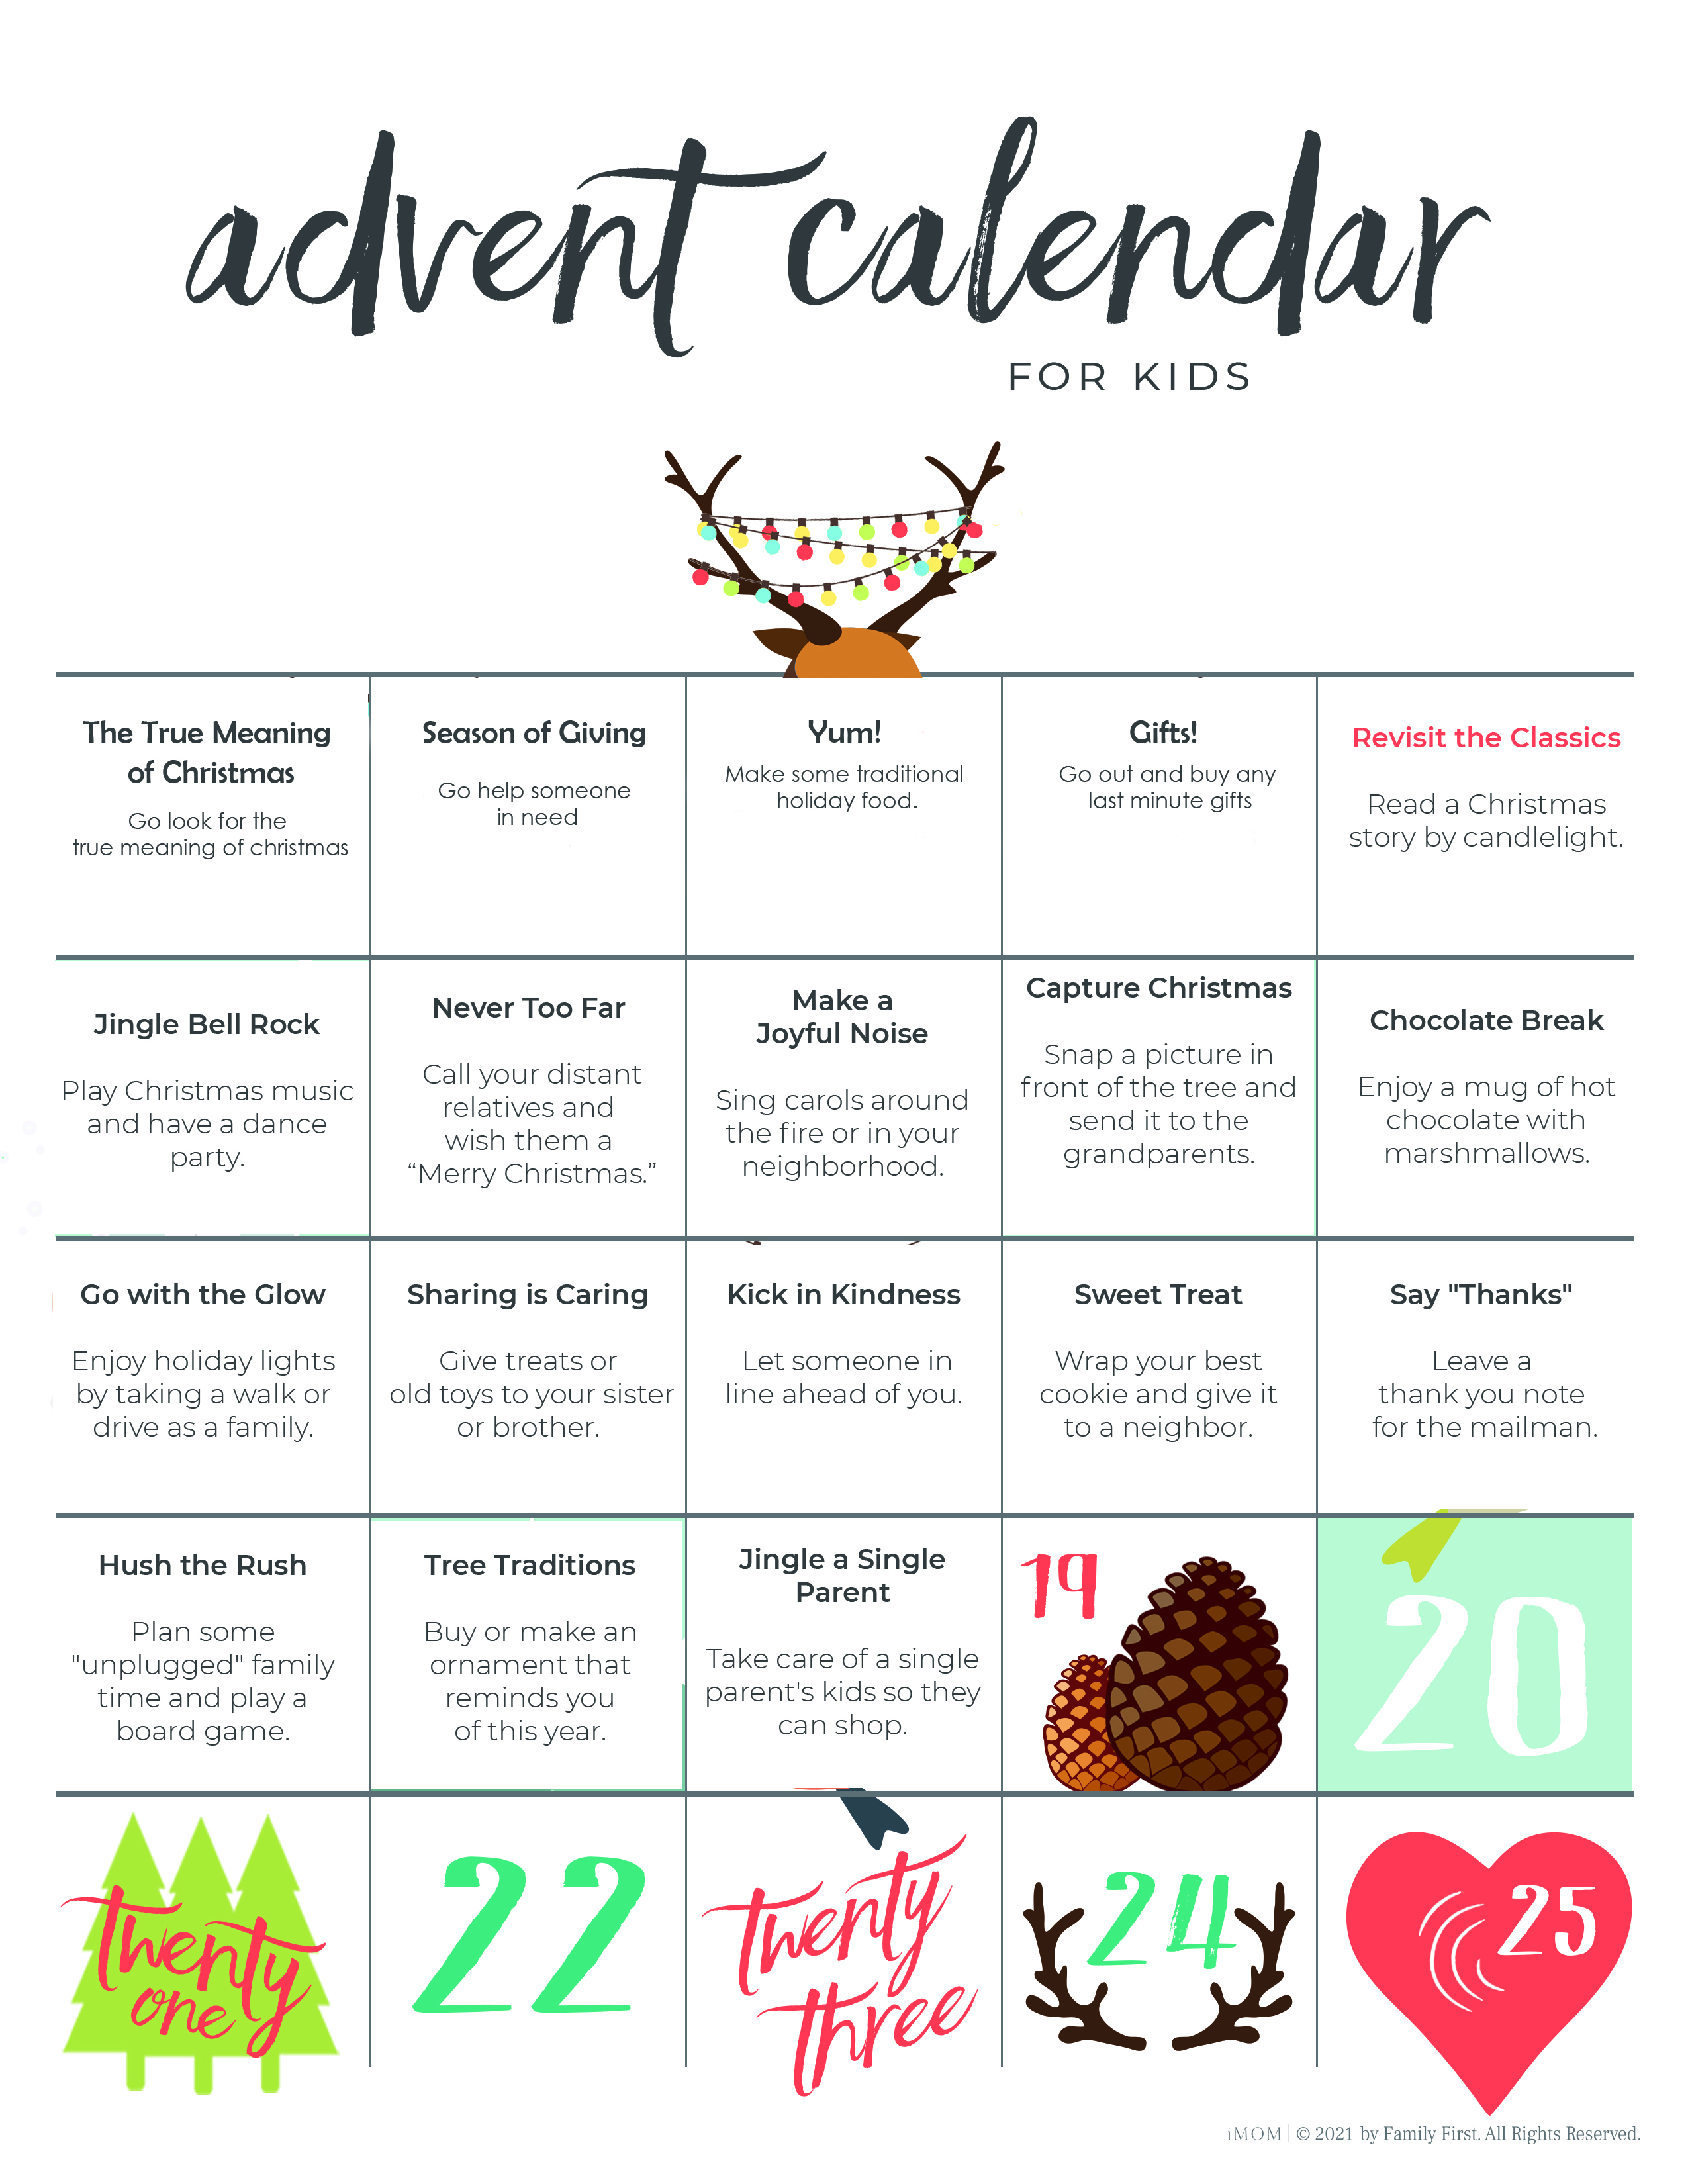 advent calendar
FOR KIDS
The True Meaning
of Christmas
Go look for the
true meaning of christmas
Season of Giving
Go help someone
in need
Yum!
Make some traditional
holiday food.
Gifts!
Go out and buy any
last minute gifts
Revisit the Classics
Read a Christmas
story by candlelight.
Jingle Bell Rock
Play Christmas music
and have a dance
party.
Never Too Far
Call your distant
relatives and
wish them a
“Merry Christmas.”
Make a
Joyful Noise
Sing carols around
the fire or in your
neighborhood.
Capture Christmas
Snap a picture in
front of the tree and
send it to the
grandparents.
Chocolate Break
Enjoy a mug of hot
chocolate with
marshmallows.
Go with the Glow
Enjoy holiday lights
by taking a walk or
drive as a family.
Sharing is Caring
Give treats or
old toys to your sister
or brother.
Kick in Kindness
Let someone in
line ahead of you.
Sweet Treat
Wrap your best
cookie and give it
to a neighbor.
Say "Thanks"
Leave a
thank you note
for the mailman.
Hush the Rush
Plan some
"unplugged" family
time and play a
board game.
Tree Traditions
Buy or make an
ornament that
reminds you
of this year.
Jingle a Single
Parent
Take care of a single
parent's kids so they
can shop.
19
20
twenty
one
22
twenty
three
24
25
iMOM | © 2021 by Family First. All Rights Reserved.